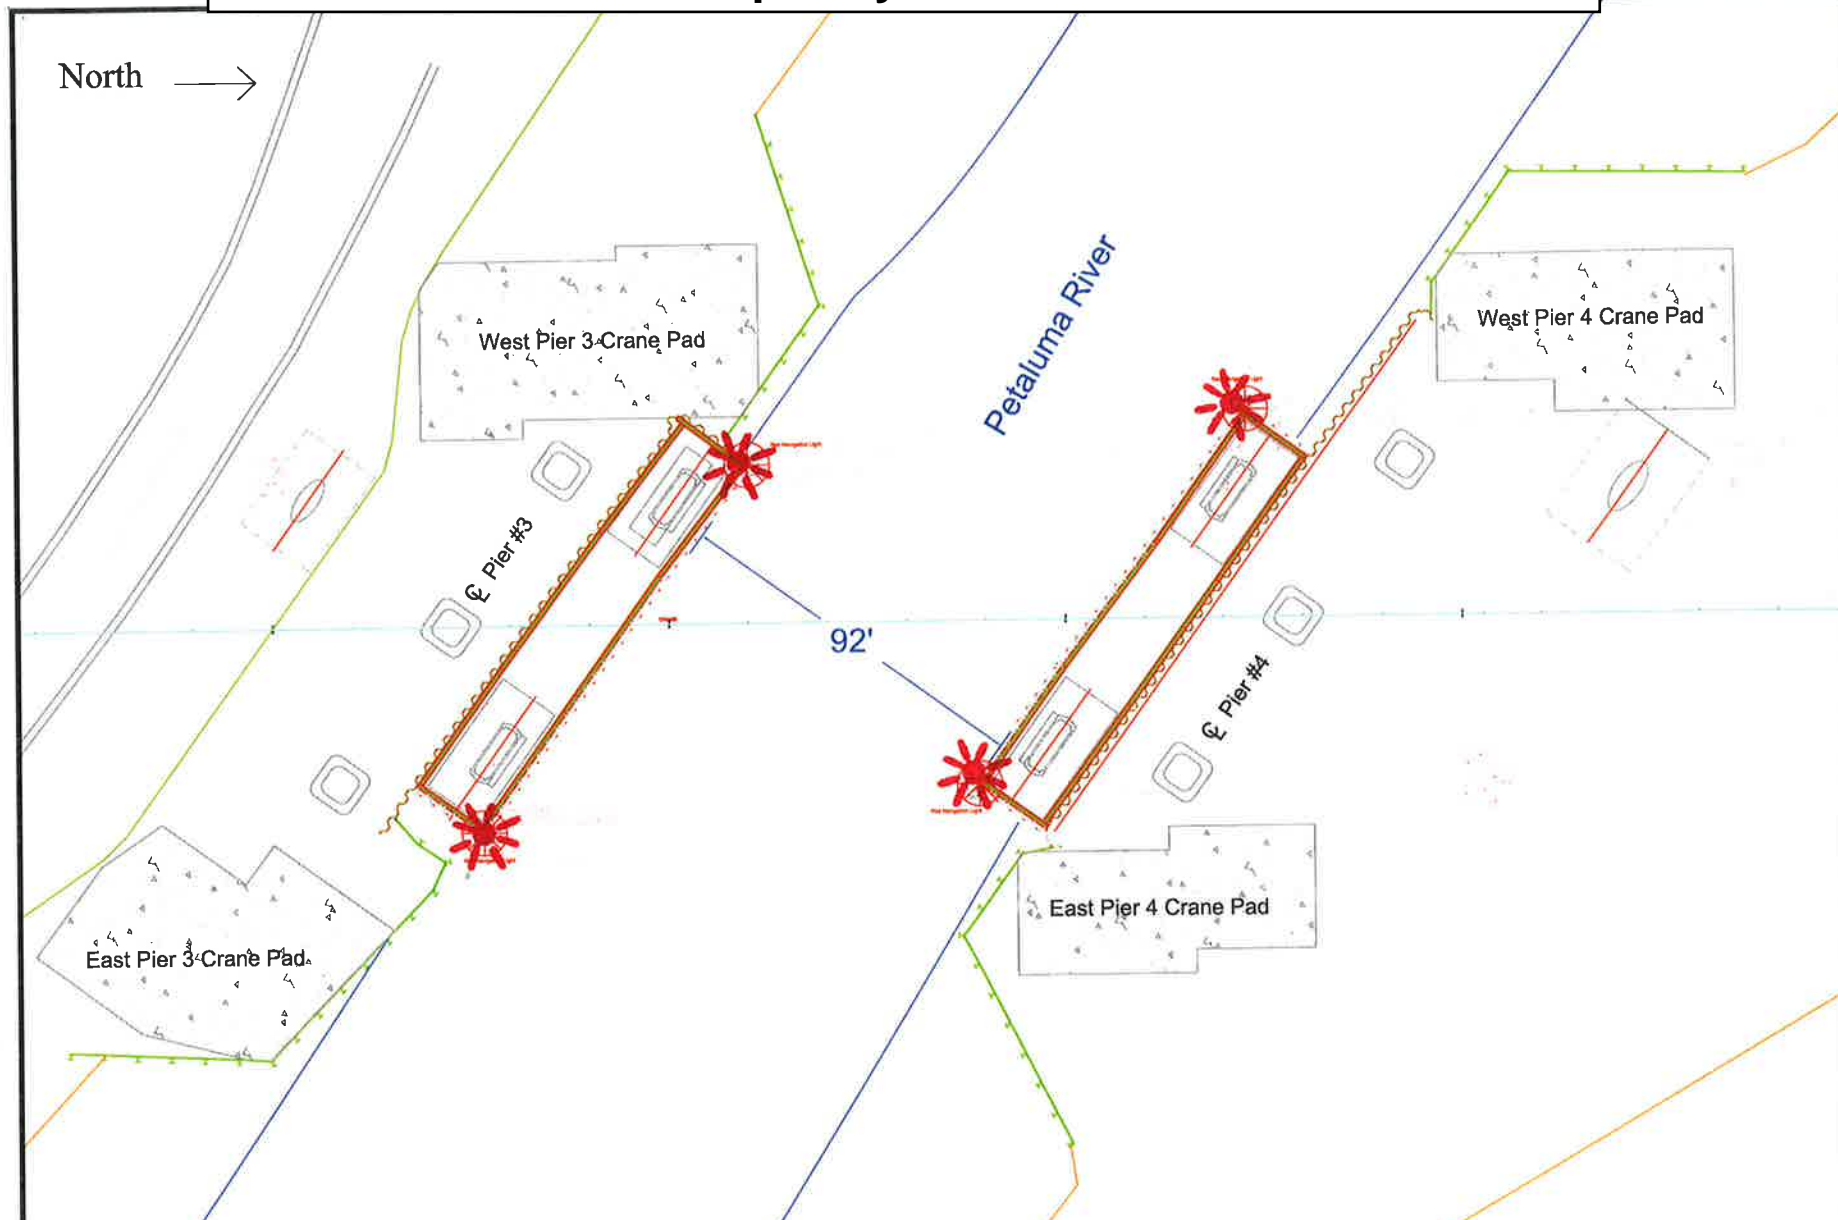 North
Petaluma River
West Pier 3 Crane Pad
West Pier 4 Crane Pad
℄ Pier #3
92'
℄ Pier #4
East Pier 4 Crane Pad
East Pier 3 Crane Pad